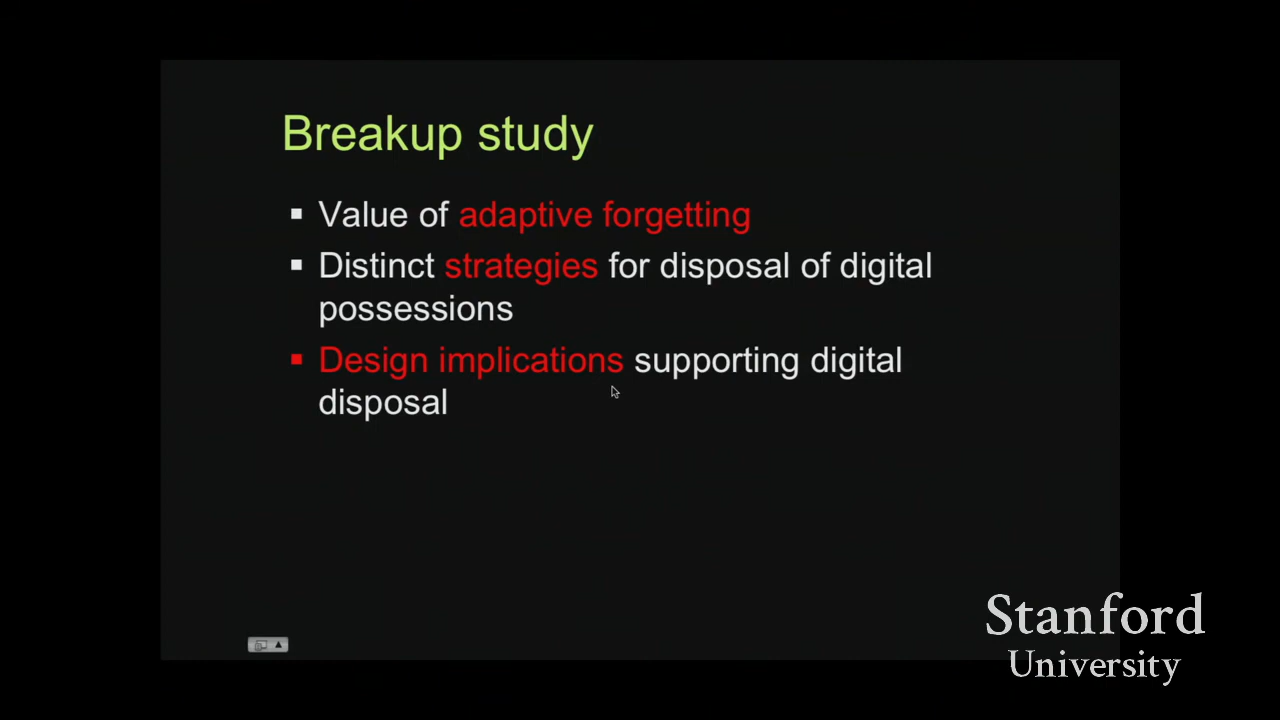 Breakup study
▪ Value of adaptive forgetting
▪ Distinct strategies for disposal of digital
possessions
▪ Design implications supporting digital
disposal
Stanford
University